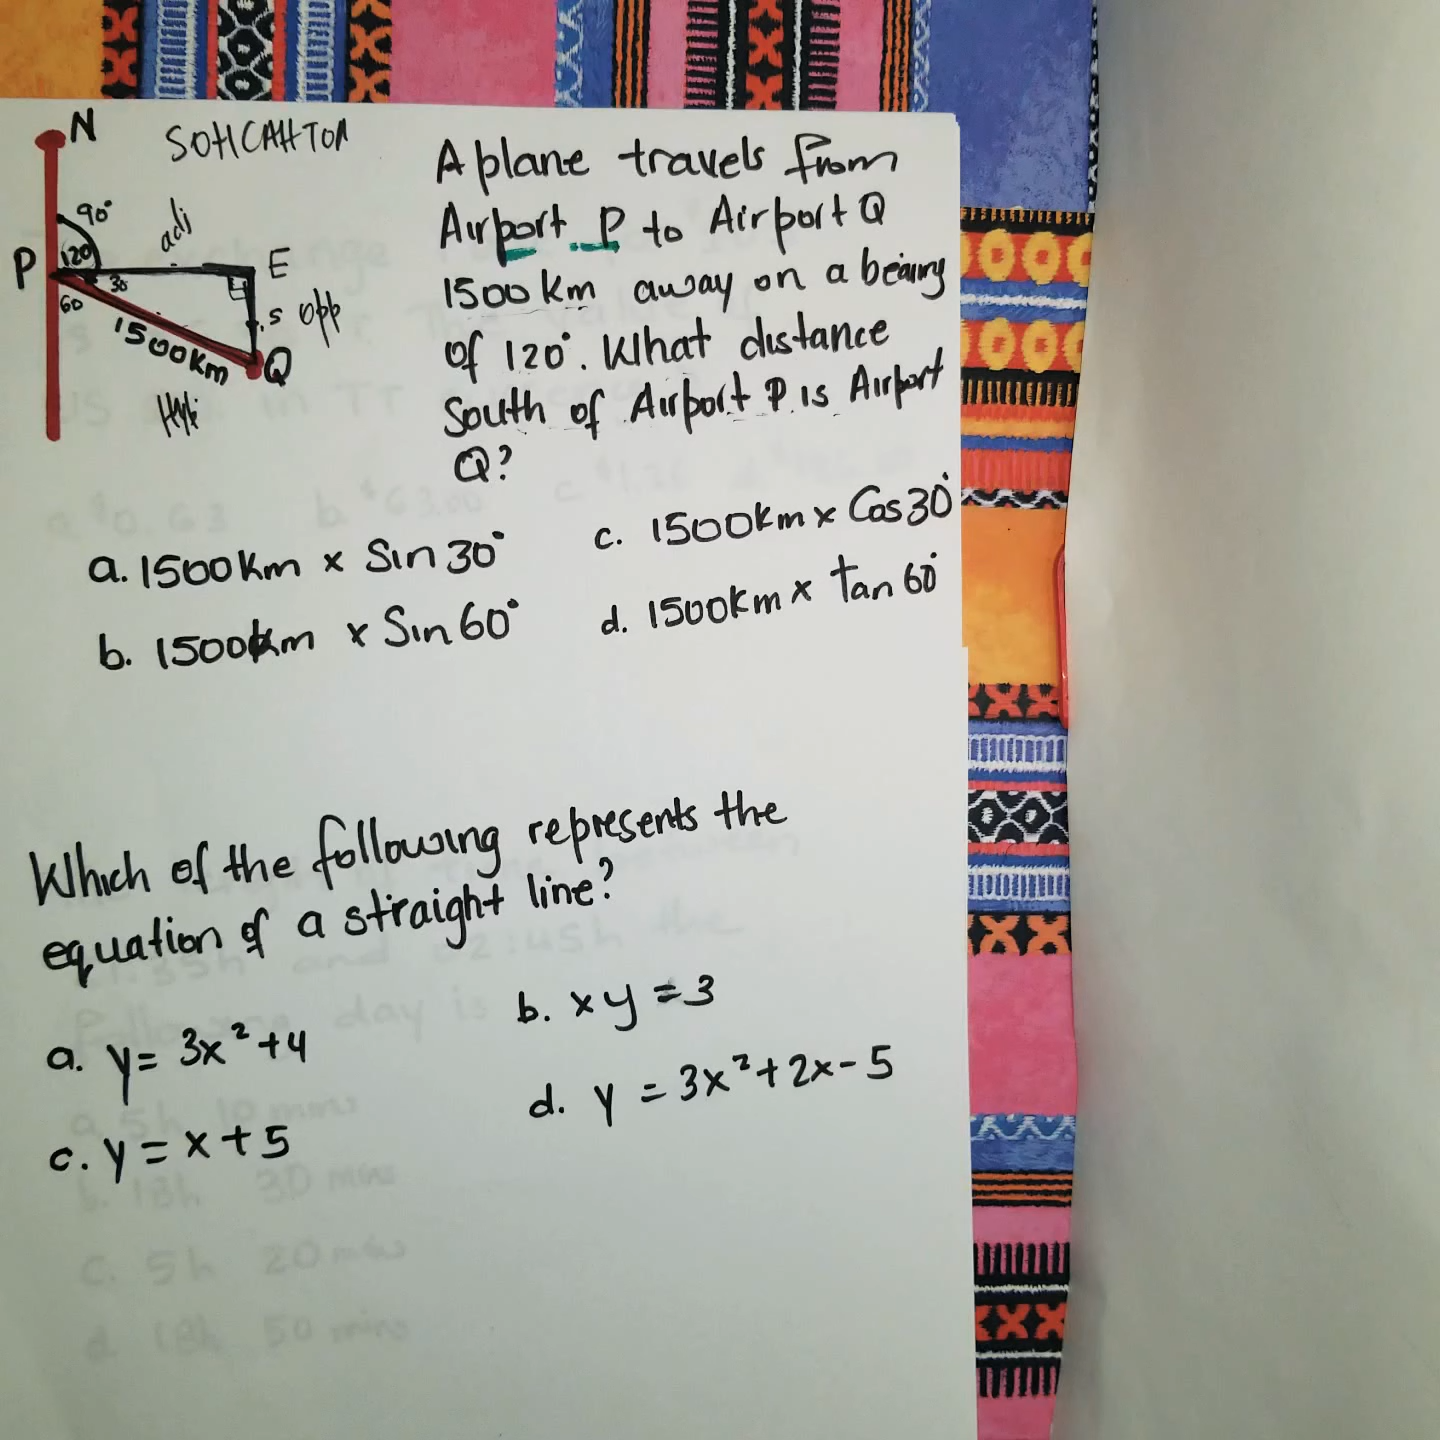 N
SOHCAHTOA
90°
adj
P
120
E
30
60
s
opp
1500km
Q
Hyp
A plane travels from
Airport P to Airport Q
1500 km away on a bearing
of 120°. What distance
South of Airport P is Airport
Q?
a. 1500 km x Sin 30°
c. 1500km x Cos 30°
b. 1500km x Sin 60°
d. 1500km x tan 60°
Which of the following represents the
equation of a straight line?
a. y = 3x² + 4
b. xy = 3
c. y = x + 5
d. y = 3x² + 2x - 5